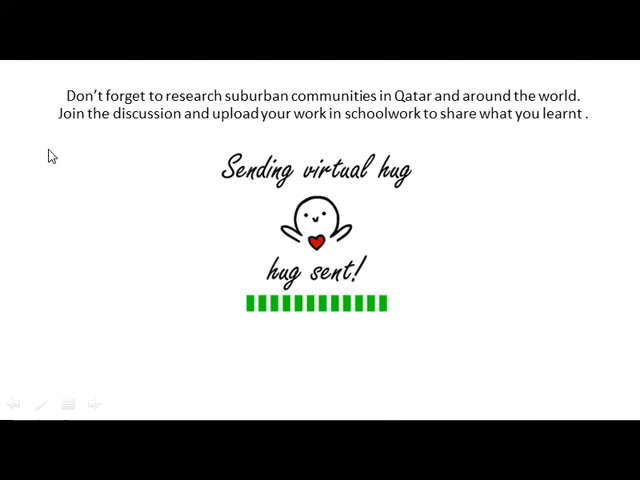 Don't forget to research suburban communities in Qatar and around the world.
Join the discussion and upload your work in schoolwork to share what you learnt .
Sending virtual hug
hug sent!